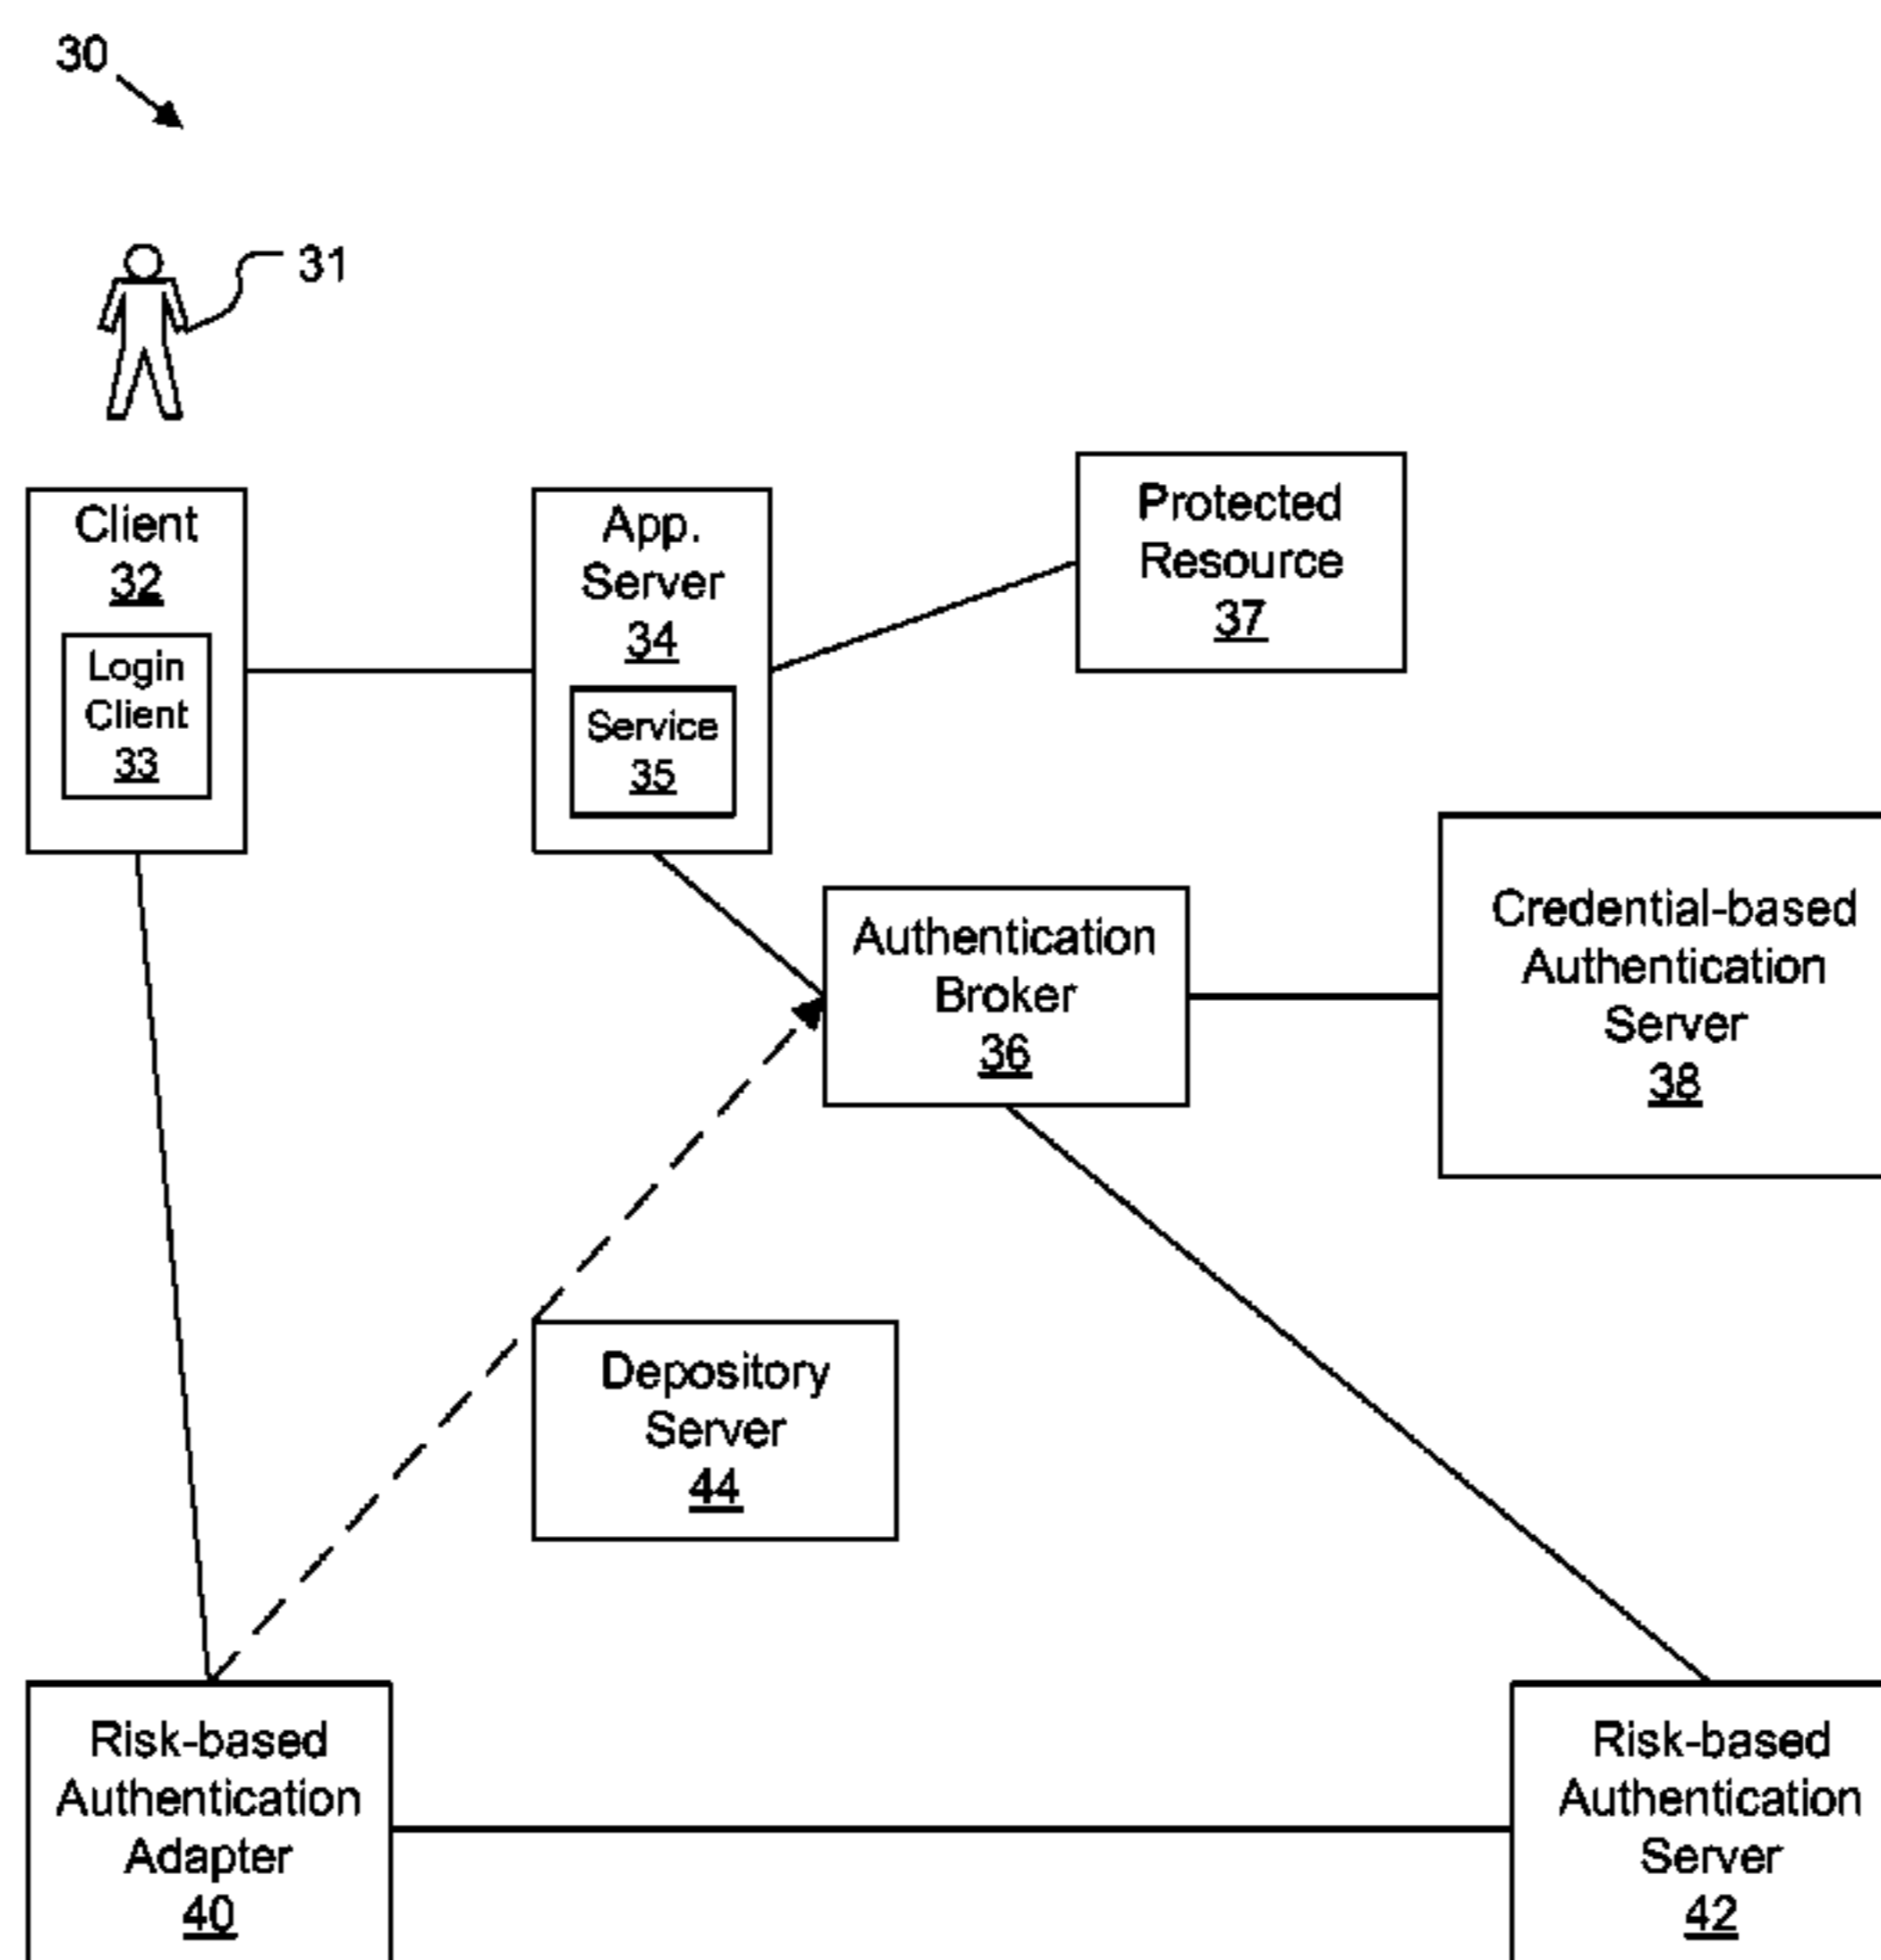 30
31
Client
32
Login
Client
33
App.
Server
34
Service
35
Protected
Resource
37
Authentication
Broker
36
Credential-based
Authentication
Server
38
Depository
Server
44
Risk-based
Authentication
Adapter
40
Risk-based
Authentication
Server
42